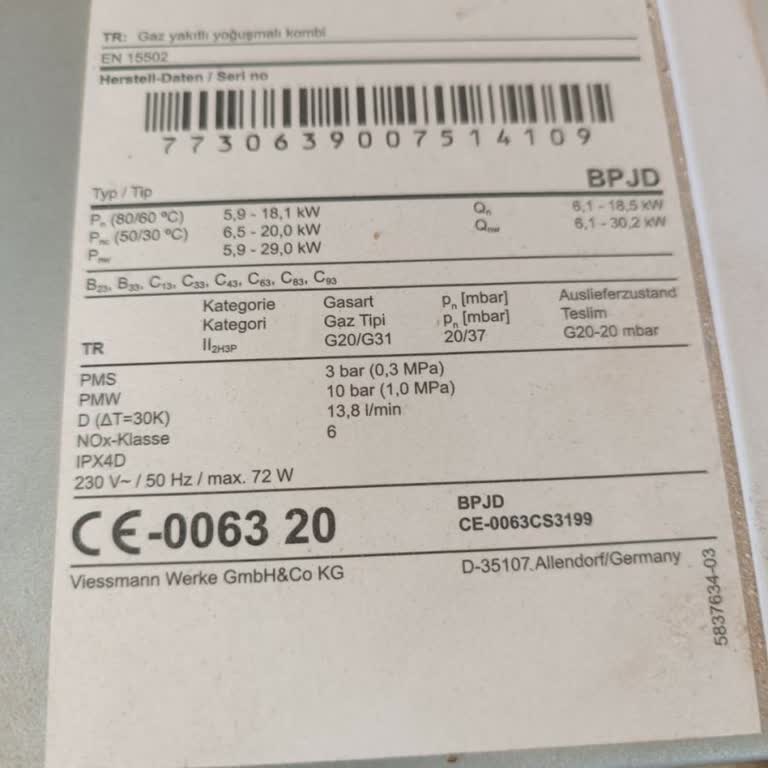 TR: Gaz yakıtlı yoğuşmalı kombi
EN 15502
Herstell-Daten / Seri no
7730639007514109
Typ / Tip BPJD
Pn (80/60 ºC) 5,9 - 18,1 kW Qn 6,1 - 18,5 kW
Pnc (50/30 ºC) 6,5 - 20,0 kW Qnw 6,1 - 30,2 kW
Pnw 5,9 - 29,0 kW
B23, B33, C13, C33, C43, C63, C83, C93
Kategorie Gasart pn [mbar] Auslieferzustand
Kategori Gaz Tipi pn [mbar] Teslim
TR II2H3P G20/G31 20/37 G20-20 mbar
PMS 3 bar (0,3 MPa)
PMW 10 bar (1,0 MPa)
D (ΔT=30K) 13,8 l/min
NOx-Klasse 6
IPX4D
230 V~ / 50 Hz / max. 72 W
CE-0063 20
BPJD
CE-0063CS3199
Viessmann Werke GmbH&Co KG D-35107.Allendorf/Germany
5837634-03